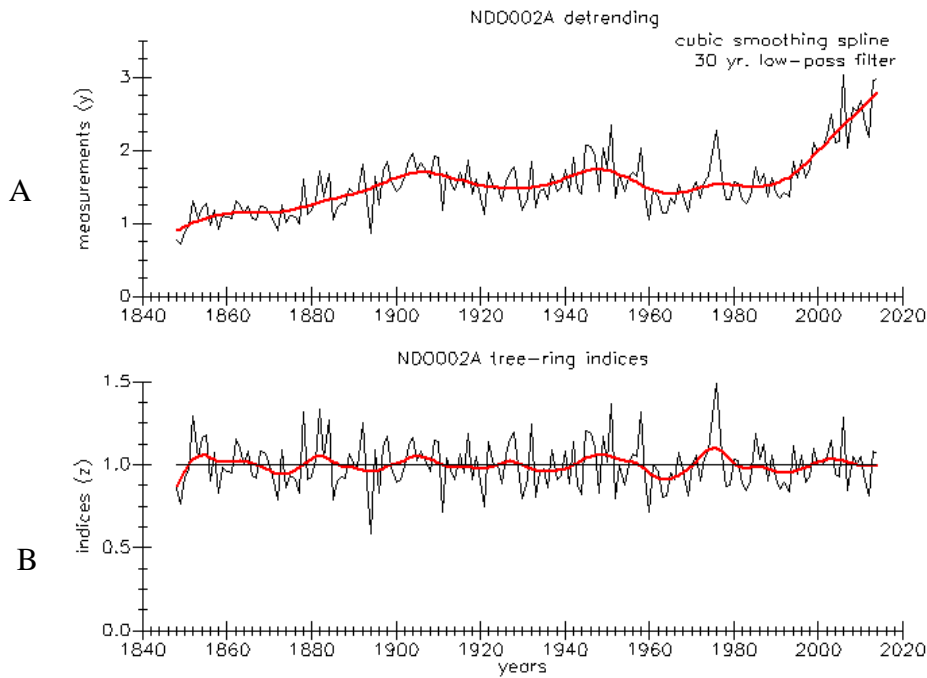 NDO002A detrending
cubic smoothing spline
30 yr. low-pass filter
A
measurements (y)
3
2
1
0
1840 1860 1880 1900 1920 1940 1960 1980 2000 2020
NDO002A tree-ring indices
B
indices (z)
1.5
1.0
0.5
0.0
1840 1860 1880 1900 1920 1940 1960 1980 2000 2020
years